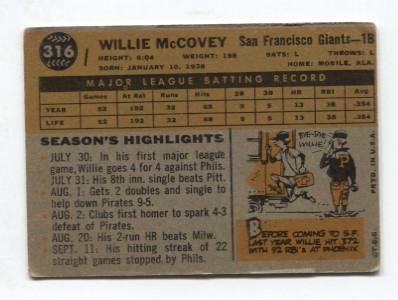 316
WILLIE McCOVEY San Francisco Giants—1B
HEIGHT: 6:04 WEIGHT: 198 BATS: L THROWS: L
BORN: JANUARY 10, 1938 HOME: MOBILE, ALA.
MAJOR LEAGUE BATTING RECORD
Games At Bat Runs Hits 2B 3B HR RBI Avg.
YEAR 52 192 32 68 9 5 13 38 .354
LIFE 52 192 32 68 9 5 13 38 .354
SEASON'S HIGHLIGHTS
JULY 30: In his first major league
game, Willie goes 4 for 4 against Phils.
JULY 31: His 8th inn. single beats Pitt.
AUG. 1: Gets 2 doubles and single to
help down Pirates 9-5.
AUG. 2: Clubs first homer to spark 4-3
defeat of Pirates.
AUG. 20: His 2-run HR beats Milw.
SEPT. 11: His hitting streak of 22
straight games stopped by Phils.
BYE-BYE
WILLIE!
P
BEFORE COMING TO S.F.
LAST YEAR WILLIE HIT .372
WITH 92 RBI's AT PHOENIX
PRTD. IN U.S.A.